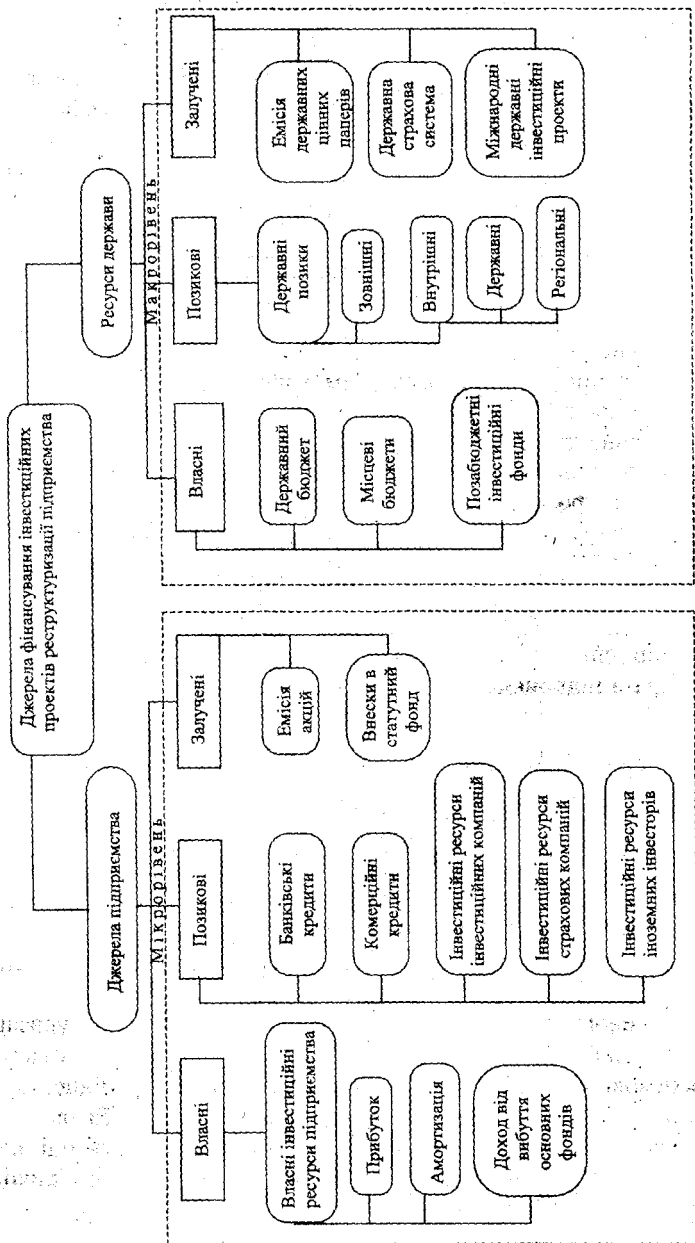 Джерела фінансування інвестиційних
проектів реструктуризації підприємства
Джерела підприємства
Мікрорівень
Власні
Власні інвестиційні
ресурси підприємства
Прибуток
Амортизація
Доход від
вибуття
основних
фондів
Позикові
Банківські
кредити
Комерційні
кредити
Інвестиційні ресурси
інвестиційних компаній
Інвестиційні ресурси
страхових компаній
Інвестиційні ресурси
іноземних інвесторів
Залучені
Емісія
акцій
Внески в
статутний
фонд
Ресурси держави
Макрорівень
Власні
Державний
бюджет
Місцеві
бюджети
Позабюджетні
інвестиційні
фонди
Позикові
Державні
позики
Зовнішні
Внутрішні
Державні
Регіональні
Залучені
Емісія
державних
цінних
паперів
Державна
страхова
система
Міжнародні
державні
інвестиційні
проекти